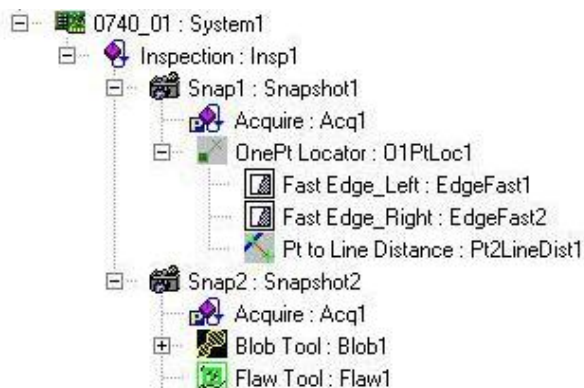 0740_01 : System1
Inspection : Insp1
Snap1 : Snapshot1
Acquire : Acq1
OnePt Locator : O1PtLoc1
Fast Edge_Left : EdgeFast1
Fast Edge_Right : EdgeFast2
Pt to Line Distance : Pt2LineDist1
Snap2 : Snapshot2
Acquire : Acq1
Blob Tool : Blob1
Flaw Tool : Flaw1